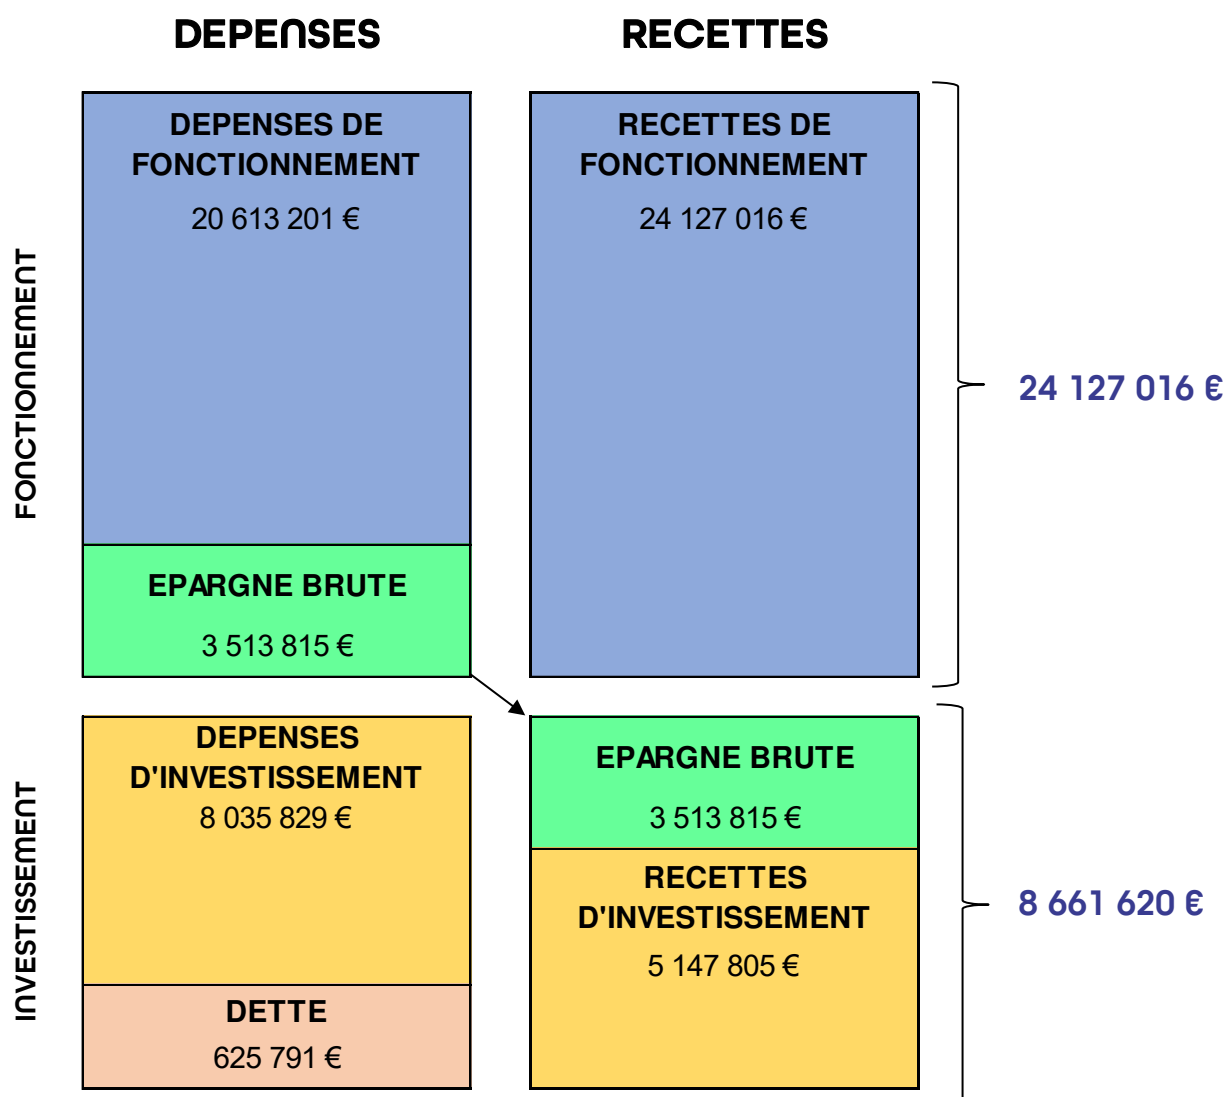 DEPENSES
RECETTES
FONCTIONNEMENT
DEPENSES DE
FONCTIONNEMENT
20 613 201 €
RECETTES DE
FONCTIONNEMENT
24 127 016 €
24 127 016 €
EPARGNE BRUTE
3 513 815 €
INVESTISSEMENT
DEPENSES
D'INVESTISSEMENT
8 035 829 €
EPARGNE BRUTE
3 513 815 €
RECETTES
D'INVESTISSEMENT
5 147 805 €
8 661 620 €
DETTE
625 791 €